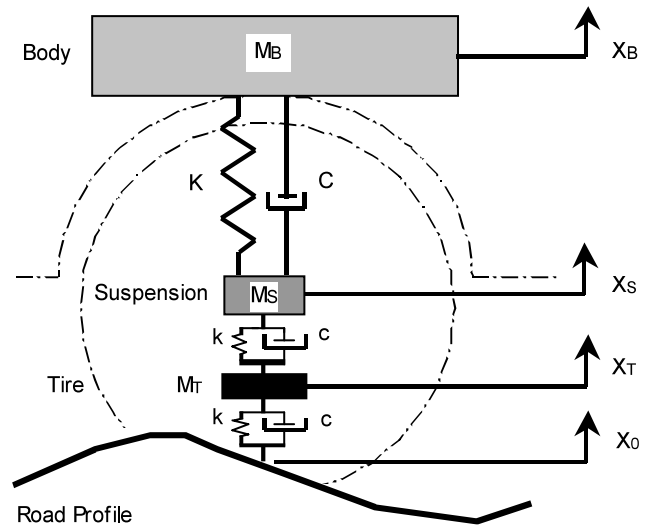 Body
MB
XB
K
C
Suspension
MS
XS
k
c
XT
Tire
MT
k
c
X0
Road Profile